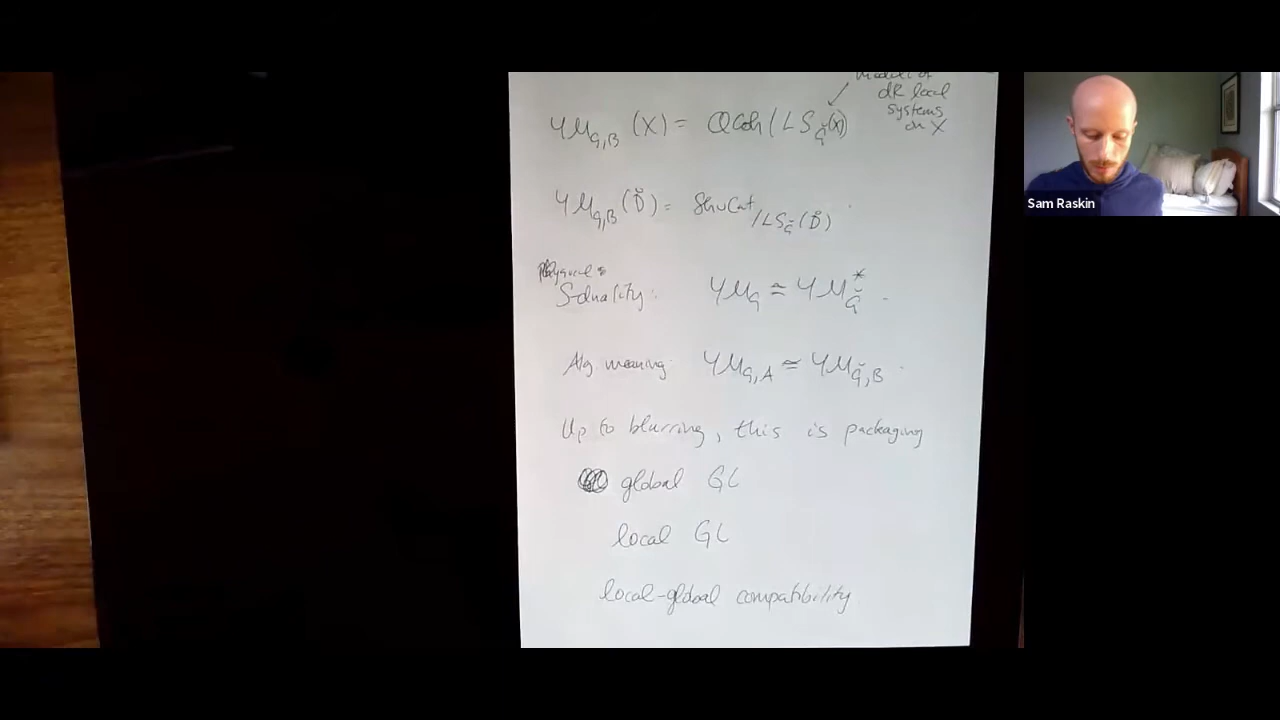 moduli of
dR local
systems
on X
YM_{G,B} (X) = QCoh (LS_Ǧ(X))
YM_{G,B} (D̊) = ShvCat_{/LS_Ǧ(D̊)}
Physical
S-duality: YM_G ≃ YM*_Ǧ.
Alg meaning: YM_{G,A} ≃ YM_{Ǧ,B}.
Up to blurring, this is packaging
global GL
local GL
local-global compatibility
Sam Raskin